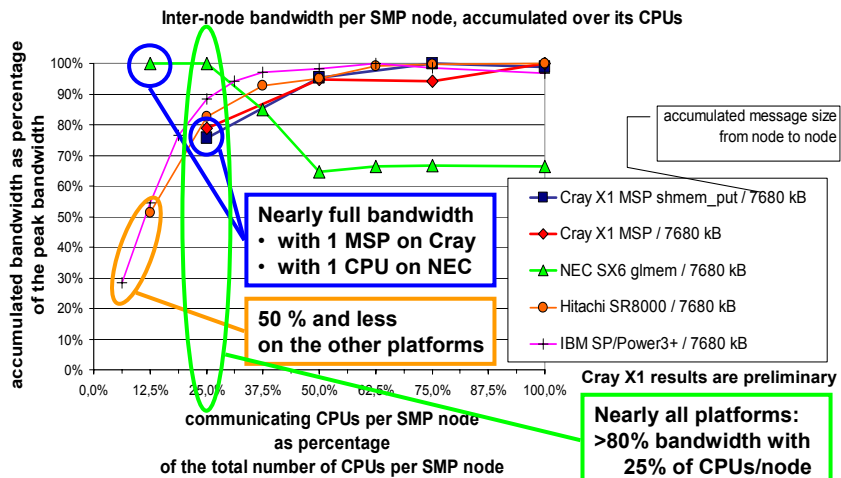 Inter-node bandwidth per SMP node, accumulated over its CPUs
accumulated bandwidth as percentage
of the peak bandwidth
100%
90%
80%
70%
60%
50%
40%
30%
20%
10%
0%
0,0%
12,5%
25,0%
37,5%
50,0%
62,5%
75,0%
87,5%
100,0%
communicating CPUs per SMP node
as percentage
of the total number of CPUs per SMP node
accumulated message size
from node to node
Cray X1 MSP shmem_put / 7680 kB
Cray X1 MSP / 7680 kB
NEC SX6 glmem / 7680 kB
Hitachi SR8000 / 7680 kB
IBM SP/Power3+ / 7680 kB
Nearly full bandwidth
• with 1 MSP on Cray
• with 1 CPU on NEC
50 % and less
on the other platforms
Cray X1 results are preliminary
Nearly all platforms:
>80% bandwidth with
25% of CPUs/node